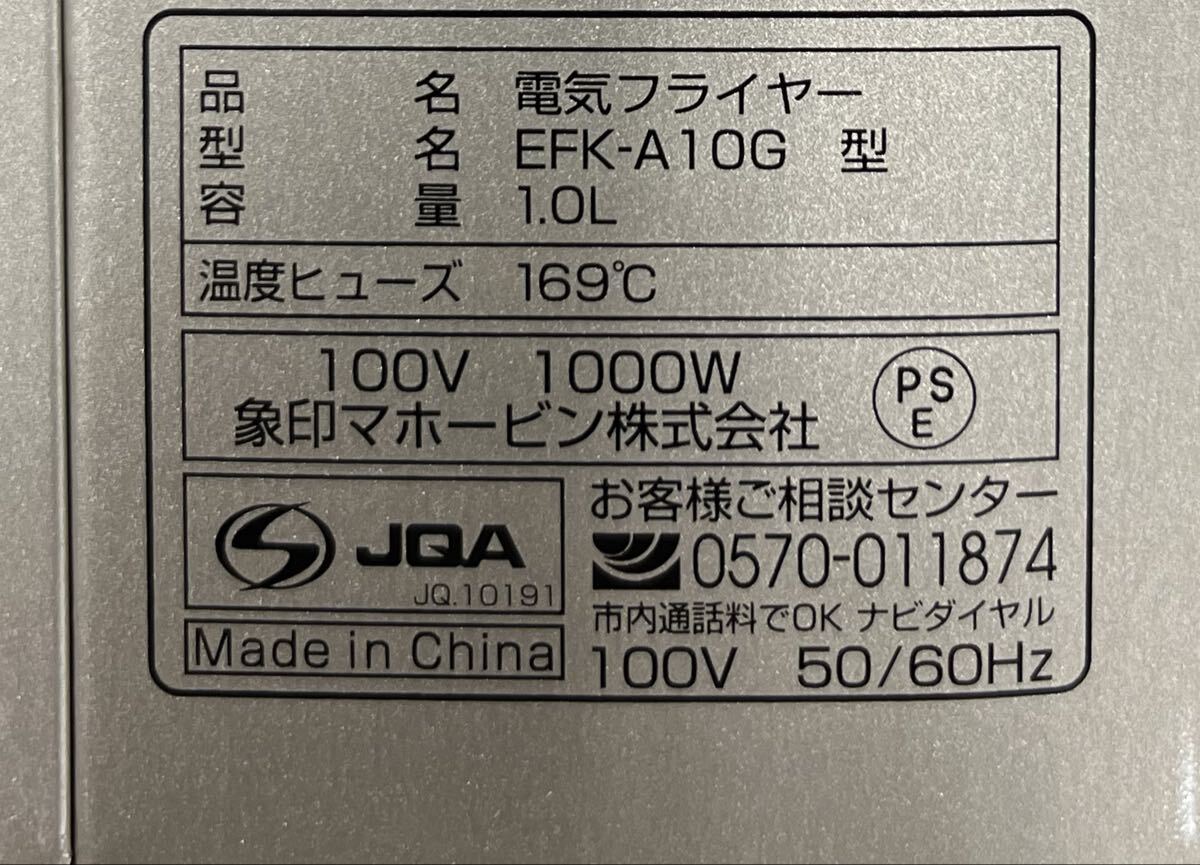 品名 電気フライヤー
型名 EFK-A10G 型
容量 1.0L
温度ヒューズ 169℃
100V 1000W
象印マホービン株式会社
PS
E
JQA
JQ.10191
Made in China
お客様ご相談センター
0570-011874
市内通話料でOK ナビダイヤル
100V 50/60Hz